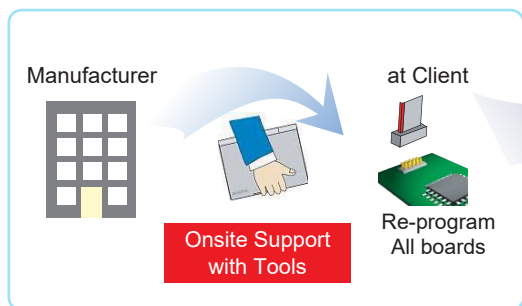 Manufacturer
at Client
Onsite Support
with Tools
Re-program
All boards